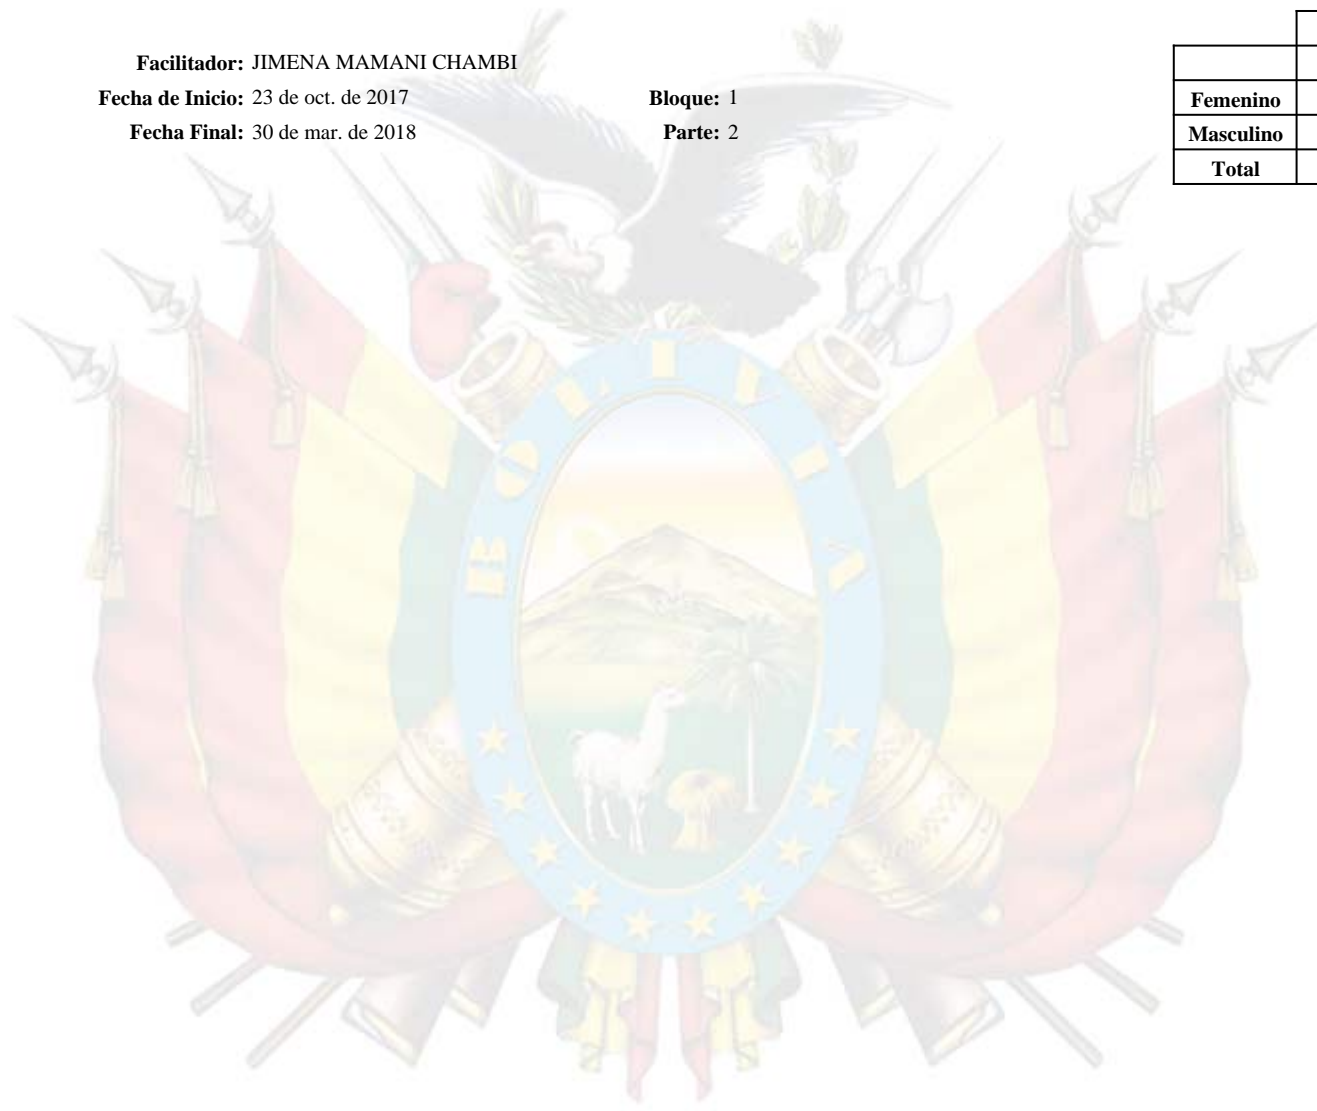 Facilitador: JIMENA MAMANI CHAMBI
Fecha de Inicio: 23 de oct. de 2017 Bloque: 1
Fecha Final: 30 de mar. de 2018 Parte: 2
Femenino
Masculino
Total
BOLIVIA